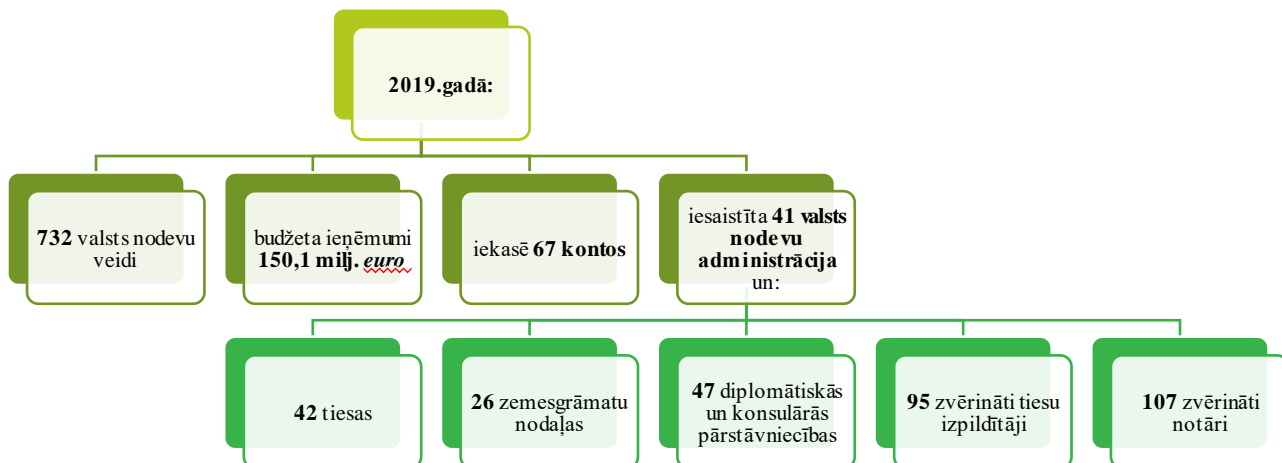 2019.gadā:
732 valsts nodevu
veidi
budžeta ieņēmumi
150,1 milj. euro
iekasē 67 kontos
iesaistīta 41 valsts
nodevu
administrācija
un:
42 tiesas
26 zemesgrāmatu
nodaļas
47 diplomātiskās
un konsulārās
pārstāvniecības
95 zvērināti tiesu
izpildītāji
107 zvērināti
notāri